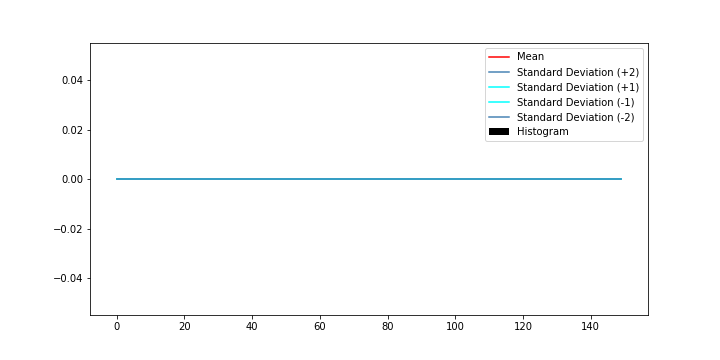 Mean
Standard Deviation (+2)
Standard Deviation (+1)
Standard Deviation (-1)
Standard Deviation (-2)
Histogram
0.04
0.02
0.00
−0.02
−0.04
0 20 40 60 80 100 120 140